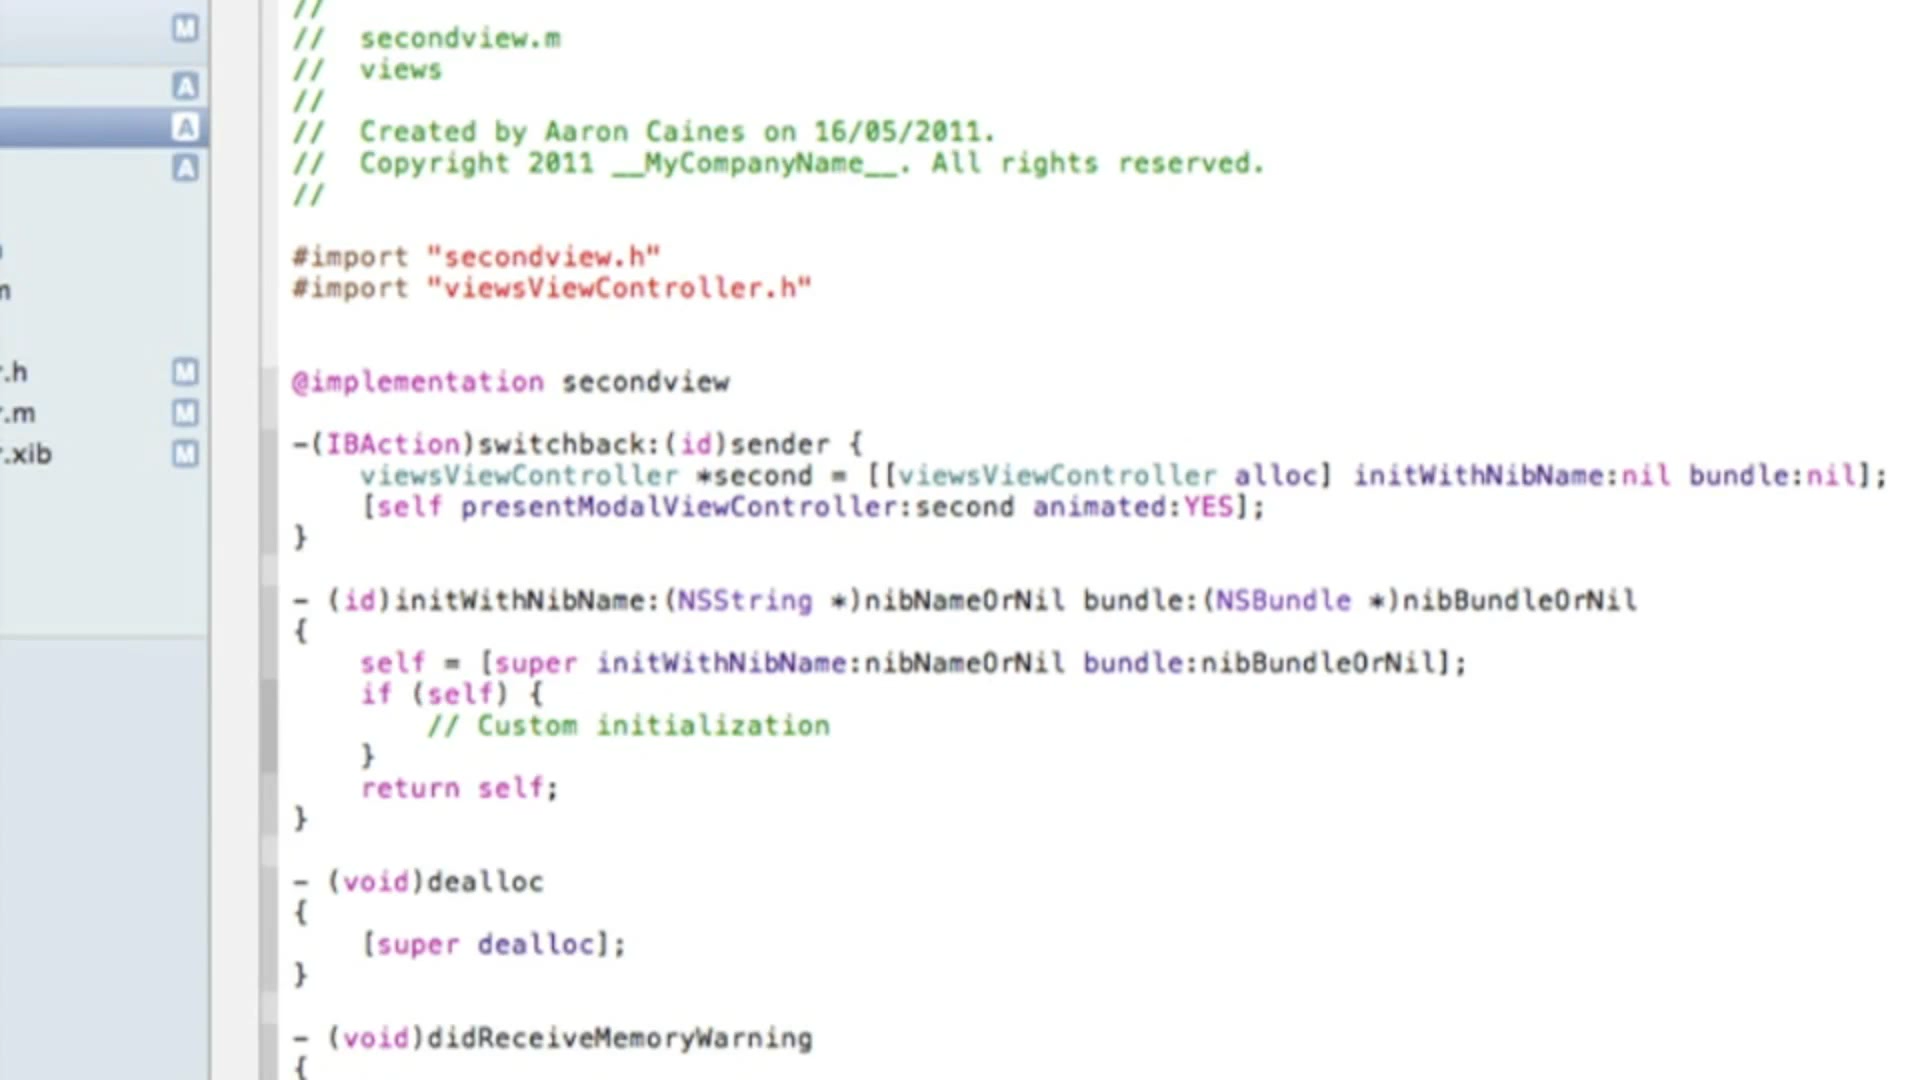 //
M
// secondview.m
// views
A
//
A
// Created by Aaron Caines on 16/05/2011.
A
// Copyright 2011 __MyCompanyName__. All rights reserved.
//
#import "secondview.h"
#import "viewsViewController.h"
.h M
@implementation secondview
.m M
-(IBAction)switchback:(id)sender {
.xib M
viewsViewController *second = [[viewsViewController alloc] initWithNibName:nil bundle:nil];
[self presentModalViewController:second animated:YES];
}
- (id)initWithNibName:(NSString *)nibNameOrNil bundle:(NSBundle *)nibBundleOrNil
{
self = [super initWithNibName:nibNameOrNil bundle:nibBundleOrNil];
if (self) {
// Custom initialization
}
return self;
}
- (void)dealloc
{
[super dealloc];
}
- (void)didReceiveMemoryWarning
{